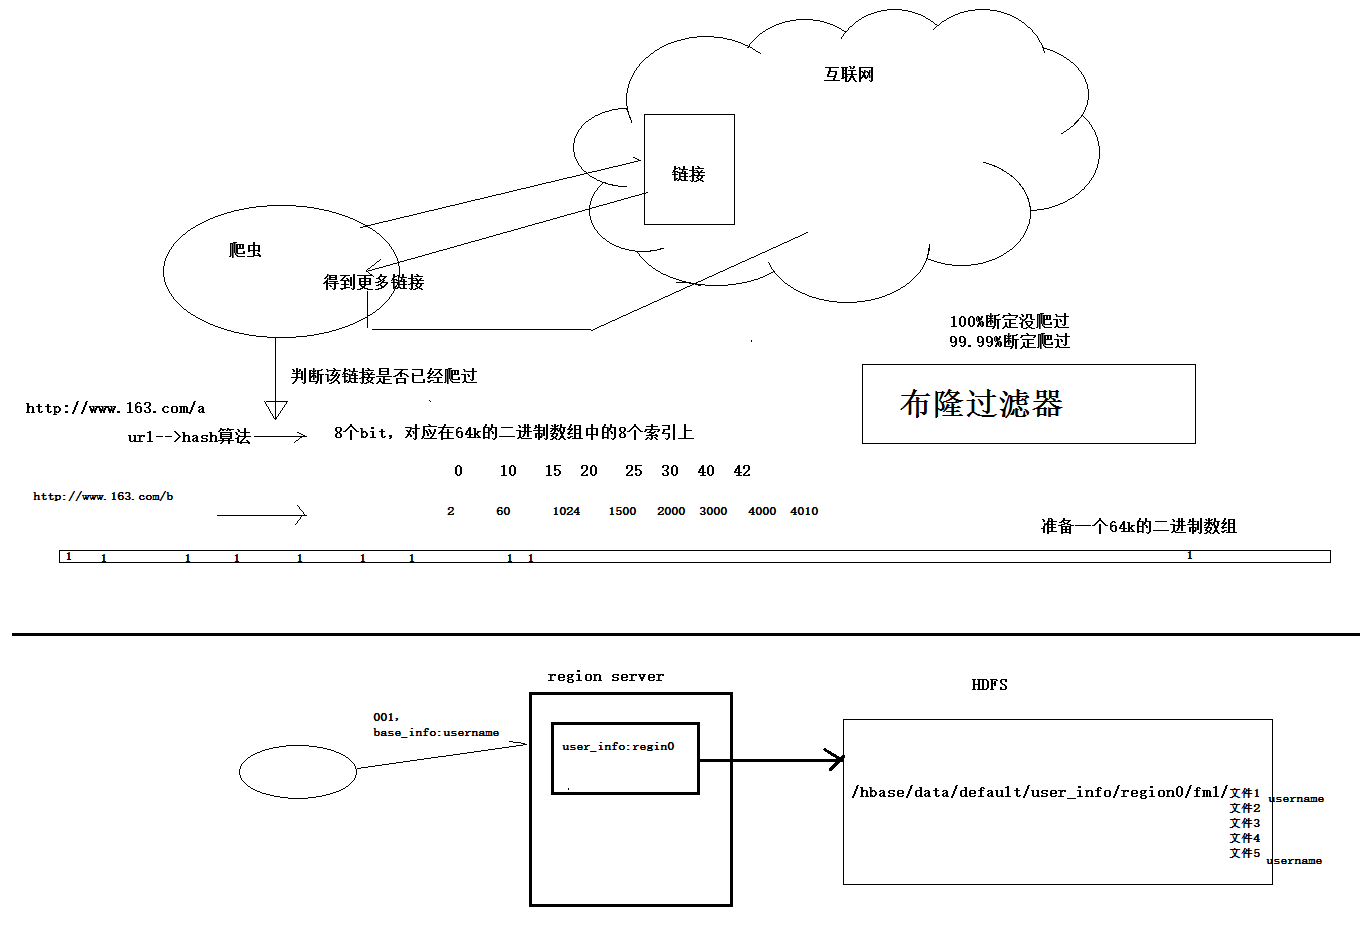 互联网
链接
爬虫
得到更多链接
100%断定没爬过
99.99%断定爬过
判断该链接是否已经爬过
布隆过滤器
http://www.163.com/a
url-->hash算法
8个bit，对应在64k的二进制数组中的8个索引上
0 10 15 20 25 30 40 42
http://www.163.com/b
2 60 1024 1500 2000 3000 4000 4010
准备一个64k的二进制数组
1 1 1 1 1 1 1 1 1 1
region server
HDFS
001，
base_info:username
user_info:regin0
/hbase/data/default/user_info/region0/fm1/文件1 username
文件2
文件3
文件4
文件5 username